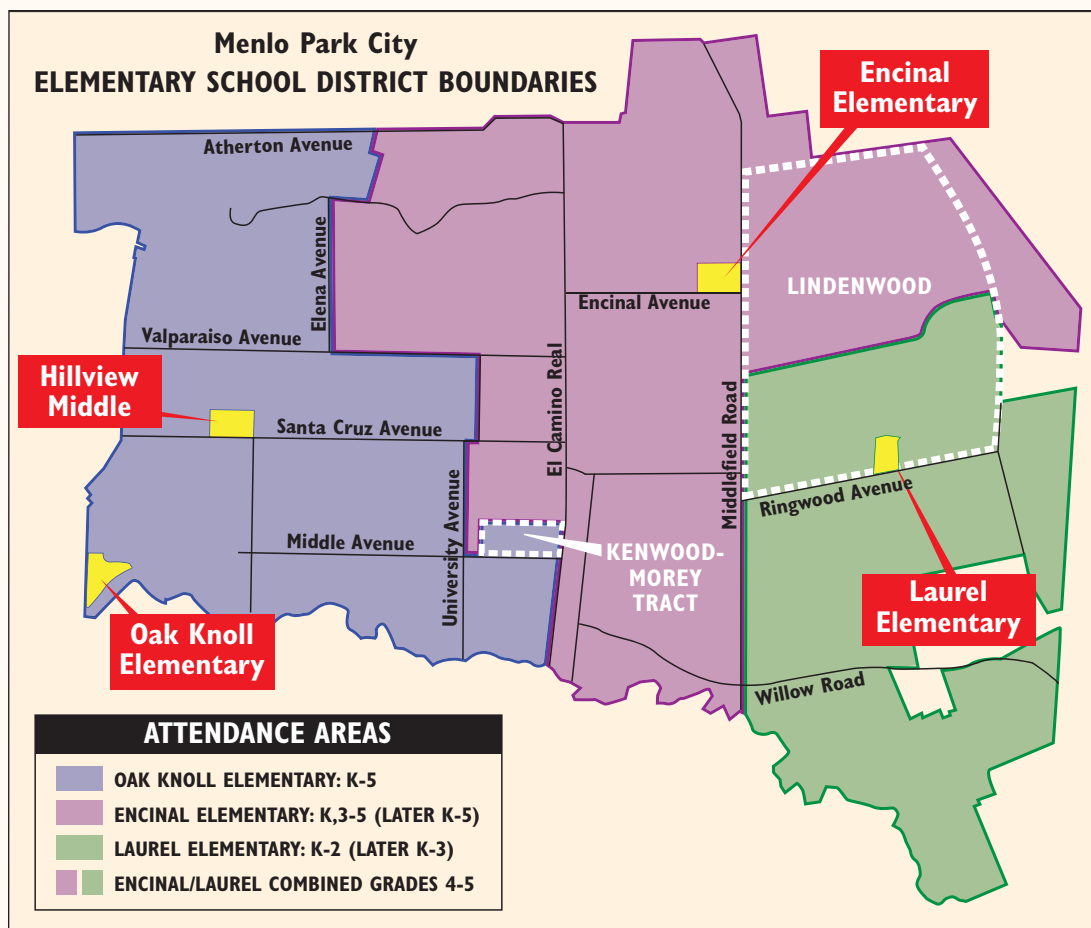 Menlo Park City
ELEMENTARY SCHOOL DISTRICT BOUNDARIES
Encinal
Elementary
Atherton Avenue
Elena Avenue
LINDENWOOD
Encinal Avenue
Valparaiso Avenue
El Camino Real
Middlefield Road
Hillview
Middle
Santa Cruz Avenue
University Avenue
Ringwood Avenue
Middle Avenue
KENWOOD-
MOREY
TRACT
Laurel
Elementary
Oak Knoll
Elementary
Willow Road
ATTENDANCE AREAS
OAK KNOLL ELEMENTARY: K-5
ENCINAL ELEMENTARY: K,3-5 (LATER K-5)
LAUREL ELEMENTARY: K-2 (LATER K-3)
ENCINAL/LAUREL COMBINED GRADES 4-5